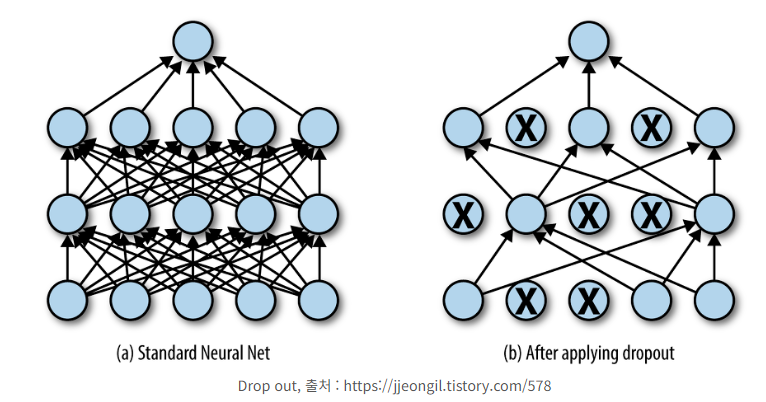 X X
X X X
X X
(a) Standard Neural Net (b) After applying dropout
Drop out, 출처 : https://jjeongil.tistory.com/578